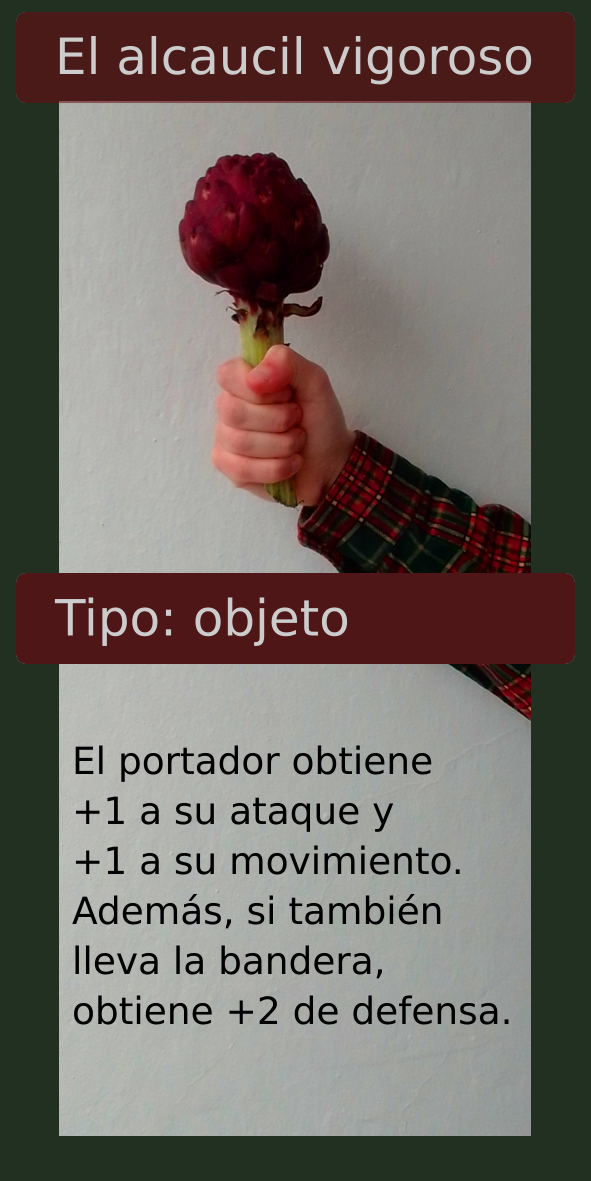 El alcaucil vigoroso
Tipo: objeto
El portador obtiene
+1 a su ataque y
+1 a su movimiento.
Además, si también
lleva la bandera,
obtiene +2 de defensa.